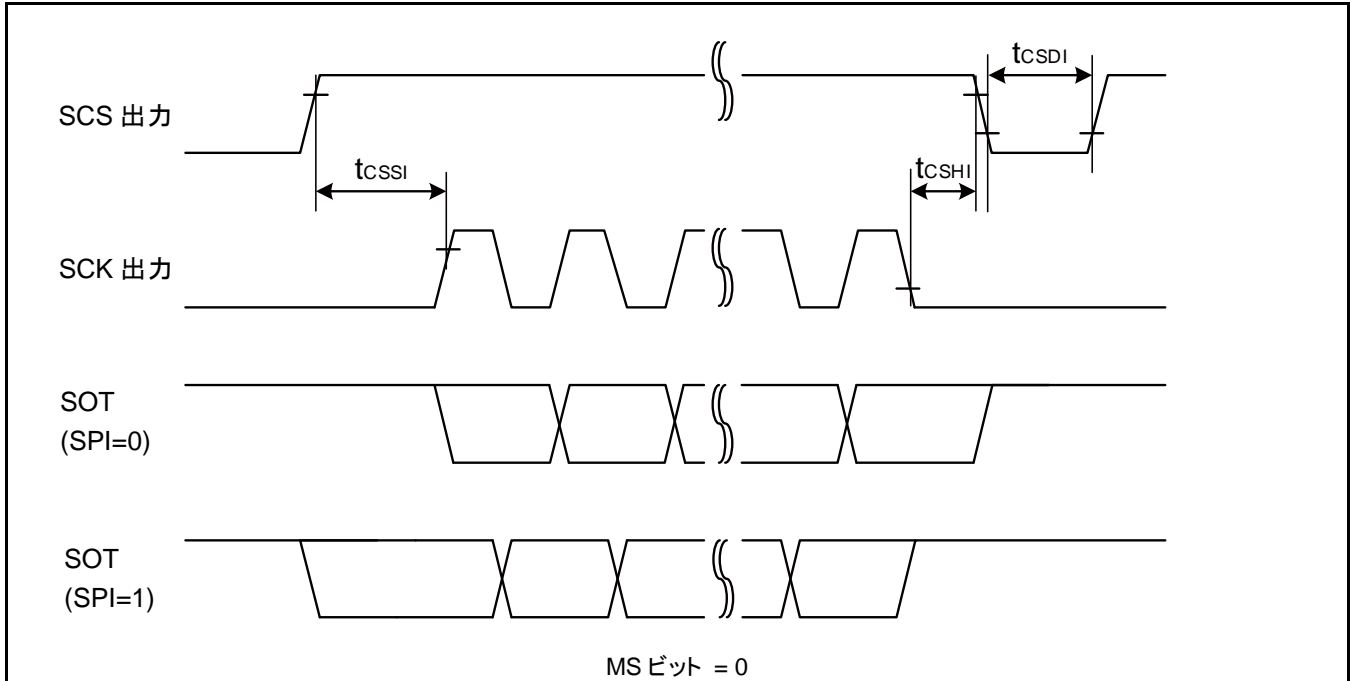 tCSDI
SCS 出力
tCSSI
tCSHI
SCK 出力
SOT
(SPI=0)
SOT
(SPI=1)
MS ビット = 0